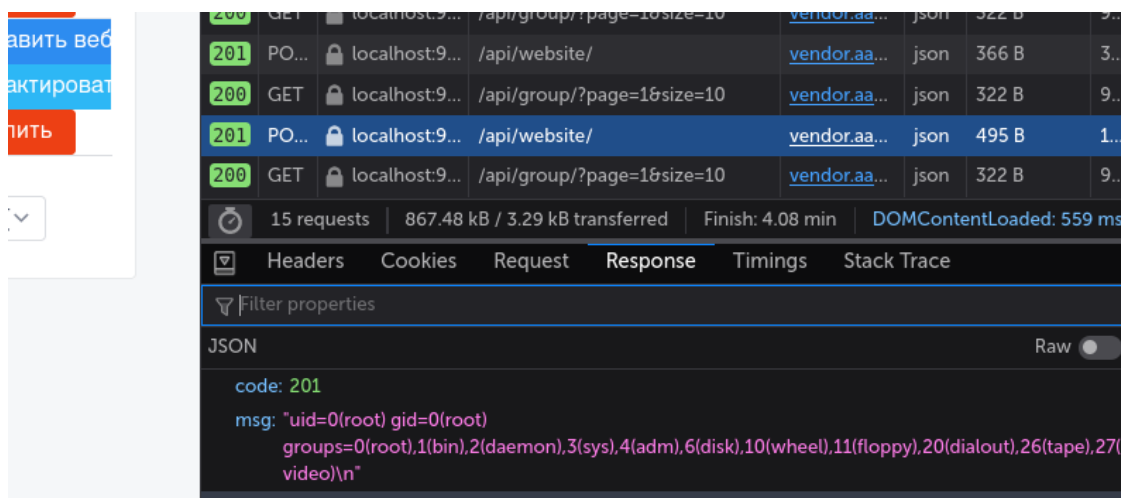 200 GET localhost:9... /api/group/?page=1&size=10 vendor.aa... json 322 B 9..
авить веб
201 PO... localhost:9... /api/website/ vendor.aa... json 366 B 3..
актироват
200 GET localhost:9... /api/group/?page=1&size=10 vendor.aa... json 322 B 9..
лить
201 PO... localhost:9... /api/website/ vendor.aa... json 495 B 1...
200 GET localhost:9... /api/group/?page=1&size=10 vendor.aa... json 322 B 9..
15 requests 867.48 kB / 3.29 kB transferred Finish: 4.08 min DOMContentLoaded: 559 ms
Headers Cookies Request Response Timings Stack Trace
Filter properties
JSON Raw
code: 201
msg: "uid=0(root) gid=0(root)
groups=0(root),1(bin),2(daemon),3(sys),4(adm),6(disk),10(wheel),11(floppy),20(dialout),26(tape),27(
video)\n"